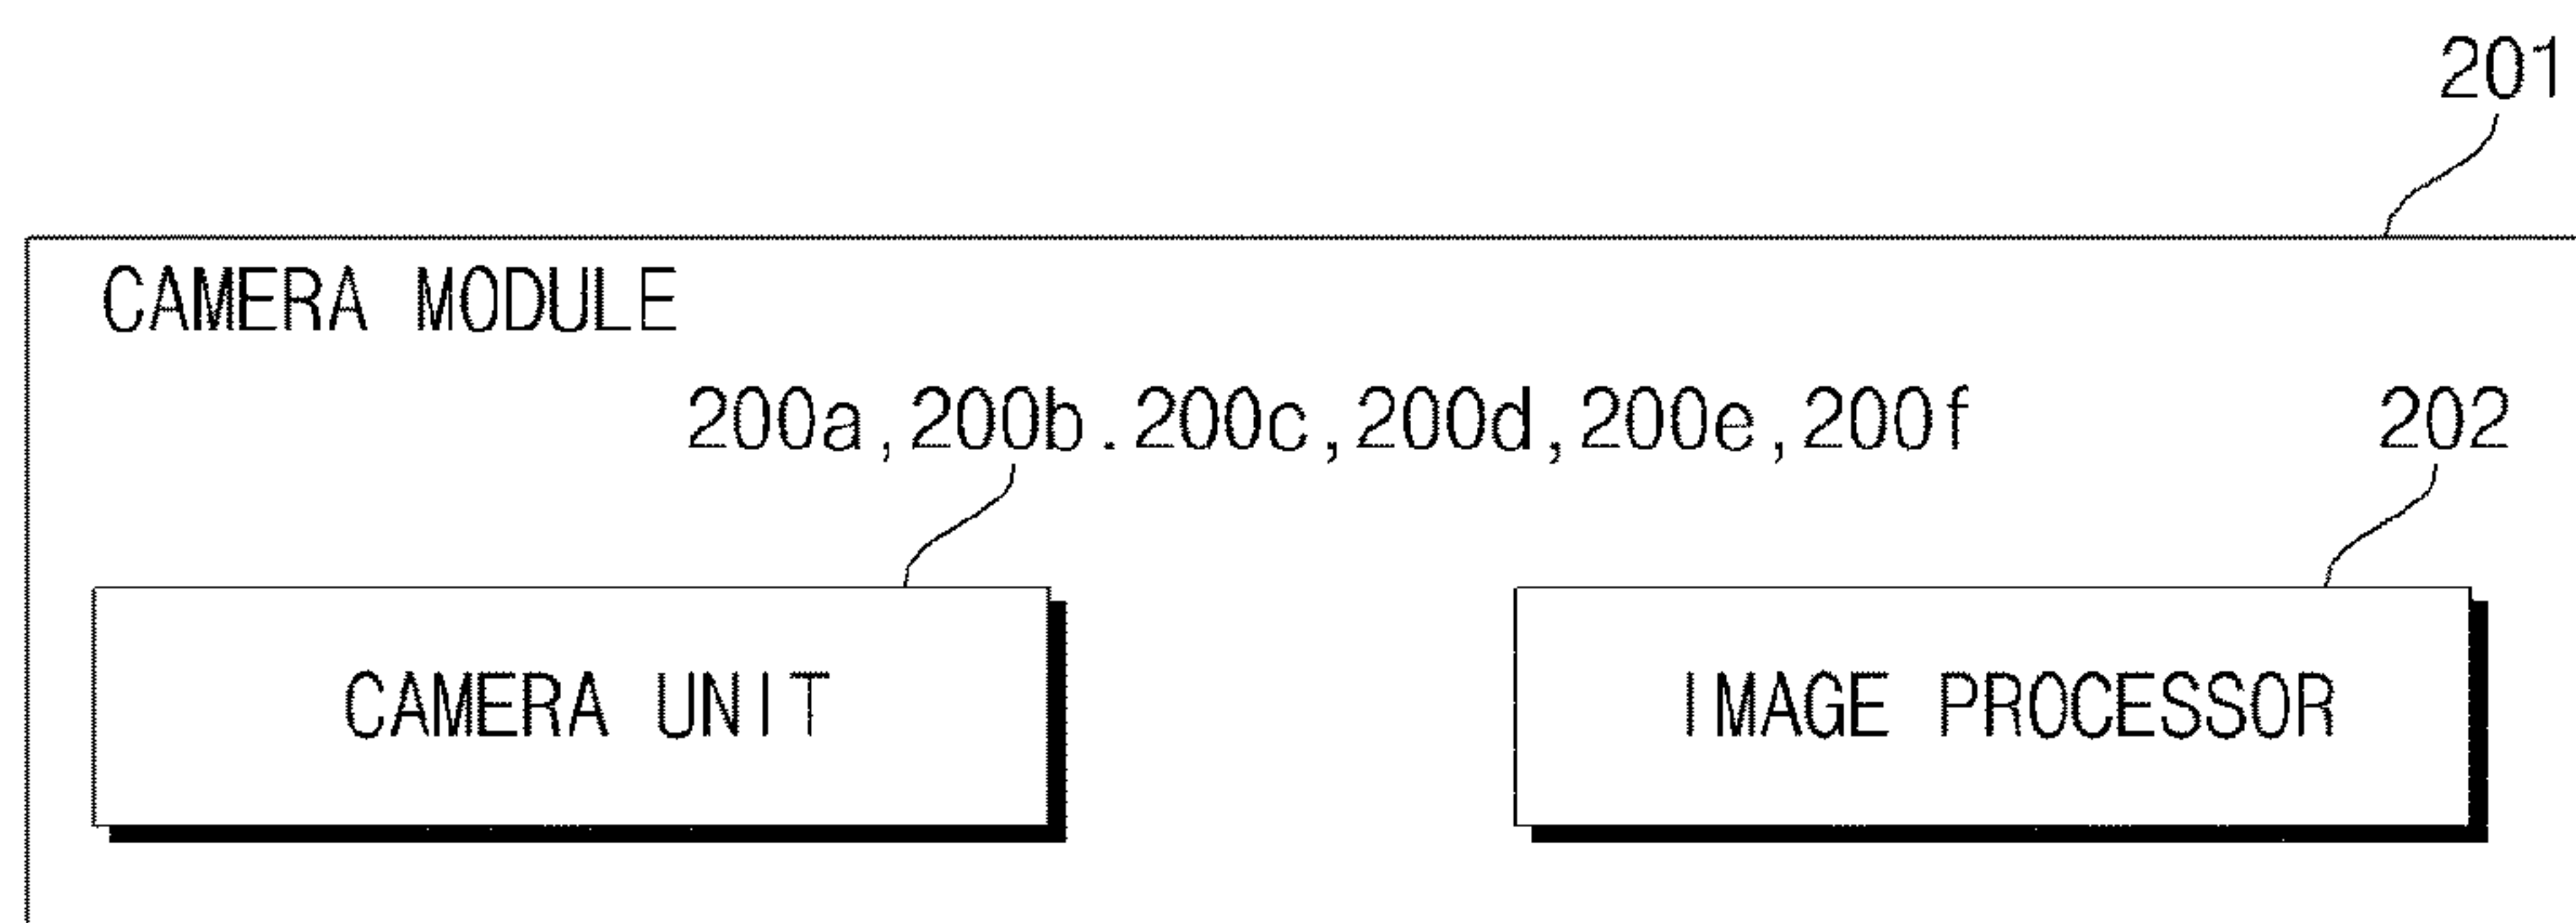 201
CAMERA MODULE
200a,200b.200c,200d,200e,200f
202
CAMERA UNIT
IMAGE PROCESSOR